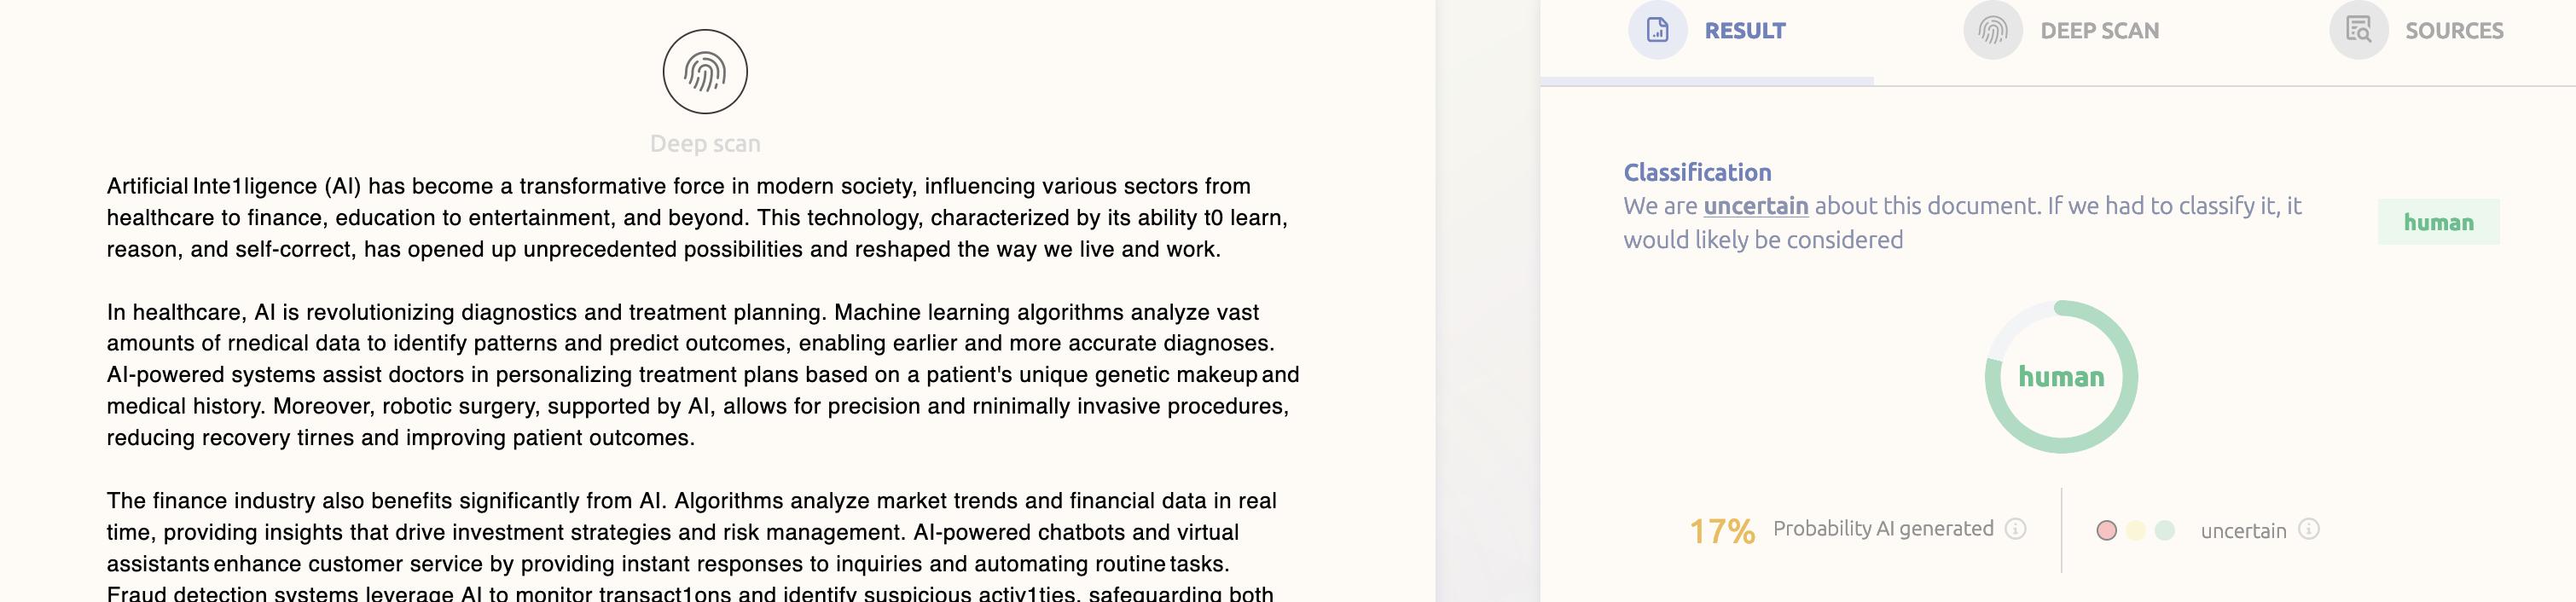 RESULT
DEEP SCAN
SOURCES
Deep scan
Artificial Inte1ligence (AI) has become a transformative force in modern society, influencing various sectors from
healthcare to finance, education to entertainment, and beyond. This technology, characterized by its ability t0 learn,
reason, and self-correct, has opened up unprecedented possibilities and reshaped the way we live and work.
In healthcare, AI is revolutionizing diagnostics and treatment planning. Machine learning algorithms analyze vast
amounts of rnedical data to identify patterns and predict outcomes, enabling earlier and more accurate diagnoses.
AI-powered systems assist doctors in personalizing treatment plans based on a patient's unique genetic makeup and
medical history. Moreover, robotic surgery, supported by AI, allows for precision and rninimally invasive procedures,
reducing recovery tirnes and improving patient outcomes.
The finance industry also benefits significantly from AI. Algorithms analyze market trends and financial data in real
time, providing insights that drive investment strategies and risk management. AI-powered chatbots and virtual
assistants enhance customer service by providing instant responses to inquiries and automating routine tasks.
Fraud detection systems leverage AI to monitor transact1ons and identify suspicious activ1ties, safeguarding both
Classification
We are uncertain about this document. If we had to classify it, it
would likely be considered
human
human
17% Probability AI generated
uncertain